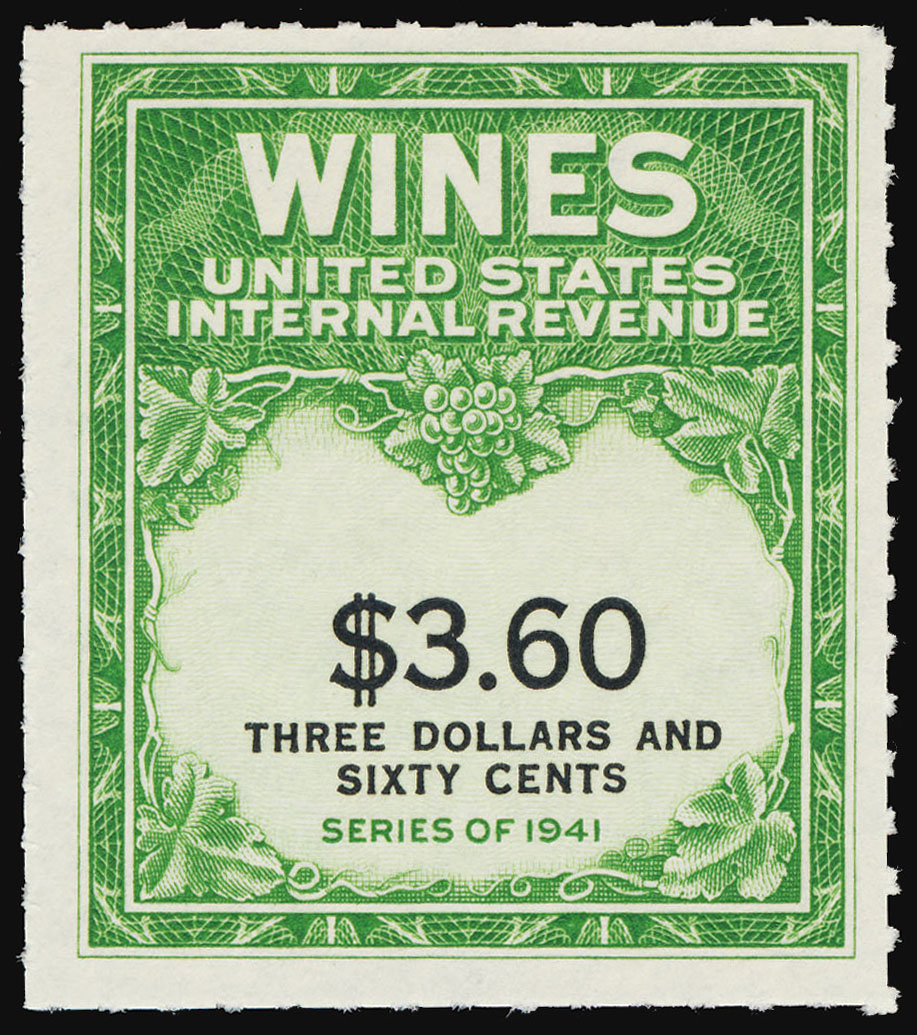 WINES
UNITED STATES
INTERNAL REVENUE
$3.60
THREE DOLLARS AND
SIXTY CENTS
SERIES OF 1941